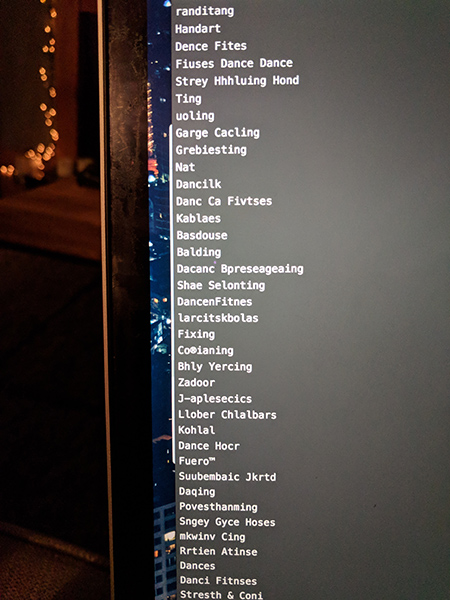 randitang
Handart
Dence Fites
Fiuses Dance Dance
Strey Hhhluing Hond
Ting
uoling
Garge Cacling
Grebiesting
Nat
Dancilk
Danc Ca Fivtses
Kablaes
Basdouse
Balding
Dacanc Bpreseageaing
Shae Selonting
DancenFitnes
larcitskbolas
Fixing
Co®ianing
Bhly Yercing
Zadoor
J-aplesecics
Llober Chlalbars
Kohlal
Dance Hocr
Fuero™
Suubembaic Jkrtd
Daqing
Povesthanming
Sngey Gyce Hoses
mkwinv Cing
Rrtien Atinse
Dances
Danci Fitnses
Stresth & Coni